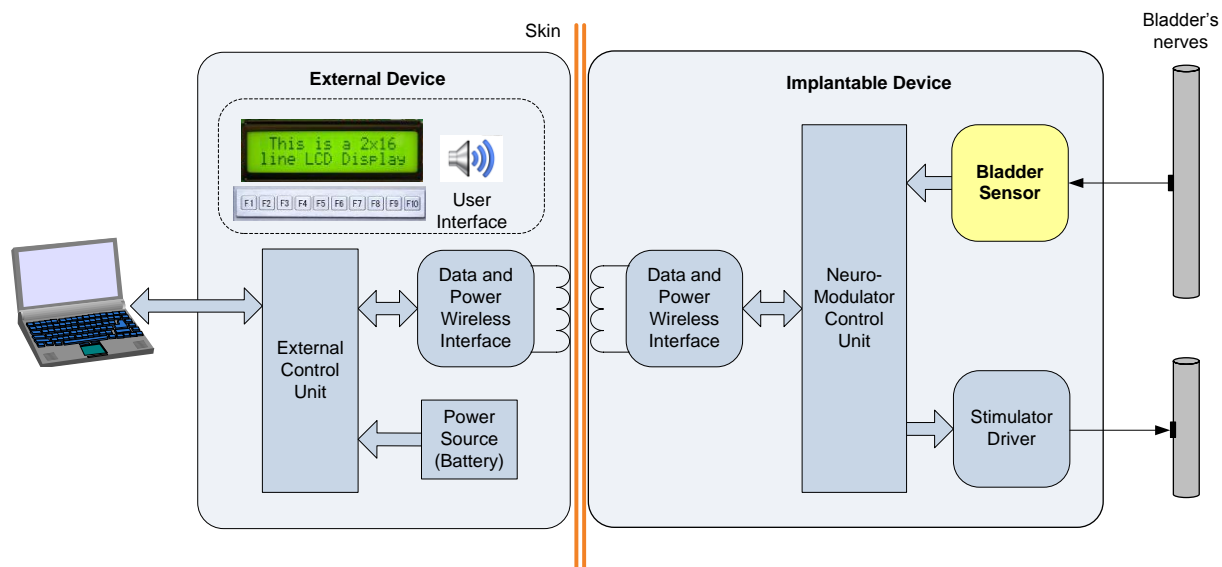 Skin
Bladder's
nerves
External Device
Implantable Device
This is a 2x16
line LCD Display
F1 F2 F3 F4 F5 F6 F7 F8 F9 F10
User
Interface
Bladder
Sensor
Data and
Power
Wireless
Interface
Data and
Power
Wireless
Interface
Neuro-
Modulator
Control
Unit
External
Control
Unit
Power
Source
(Battery)
Stimulator
Driver